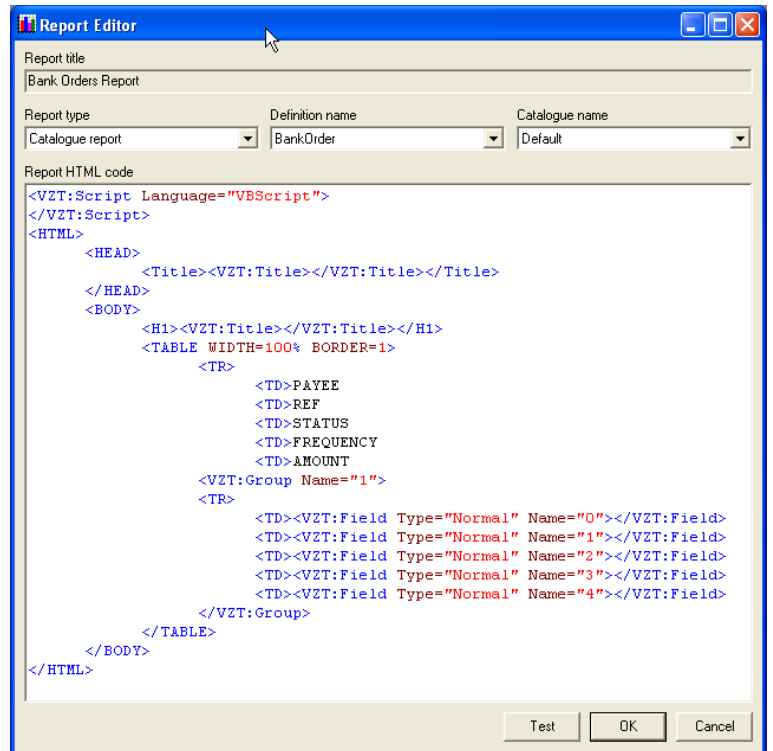 Report Editor
Report title
Bank Orders Report
Report type Definition name Catalogue name
Catalogue report BankOrder Default
Report HTML code
<VZT:Script Language="VBScript">
</VZT:Script>
<HTML>
<HEAD>
<Title><VZT:Title></VZT:Title></Title>
</HEAD>
<BODY>
<H1><VZT:Title></VZT:Title></H1>
<TABLE WIDTH=100% BORDER=1>
<TR>
<TD>PAYEE
<TD>REF
<TD>STATUS
<TD>FREQUENCY
<TD>AMOUNT
<VZT:Group Name="1">
<TR>
<TD><VZT:Field Type="Normal" Name="0"></VZT:Field>
<TD><VZT:Field Type="Normal" Name="1"></VZT:Field>
<TD><VZT:Field Type="Normal" Name="2"></VZT:Field>
<TD><VZT:Field Type="Normal" Name="3"></VZT:Field>
<TD><VZT:Field Type="Normal" Name="4"></VZT:Field>
</VZT:Group>
</TABLE>
</BODY>
</HTML>
Test OK Cancel